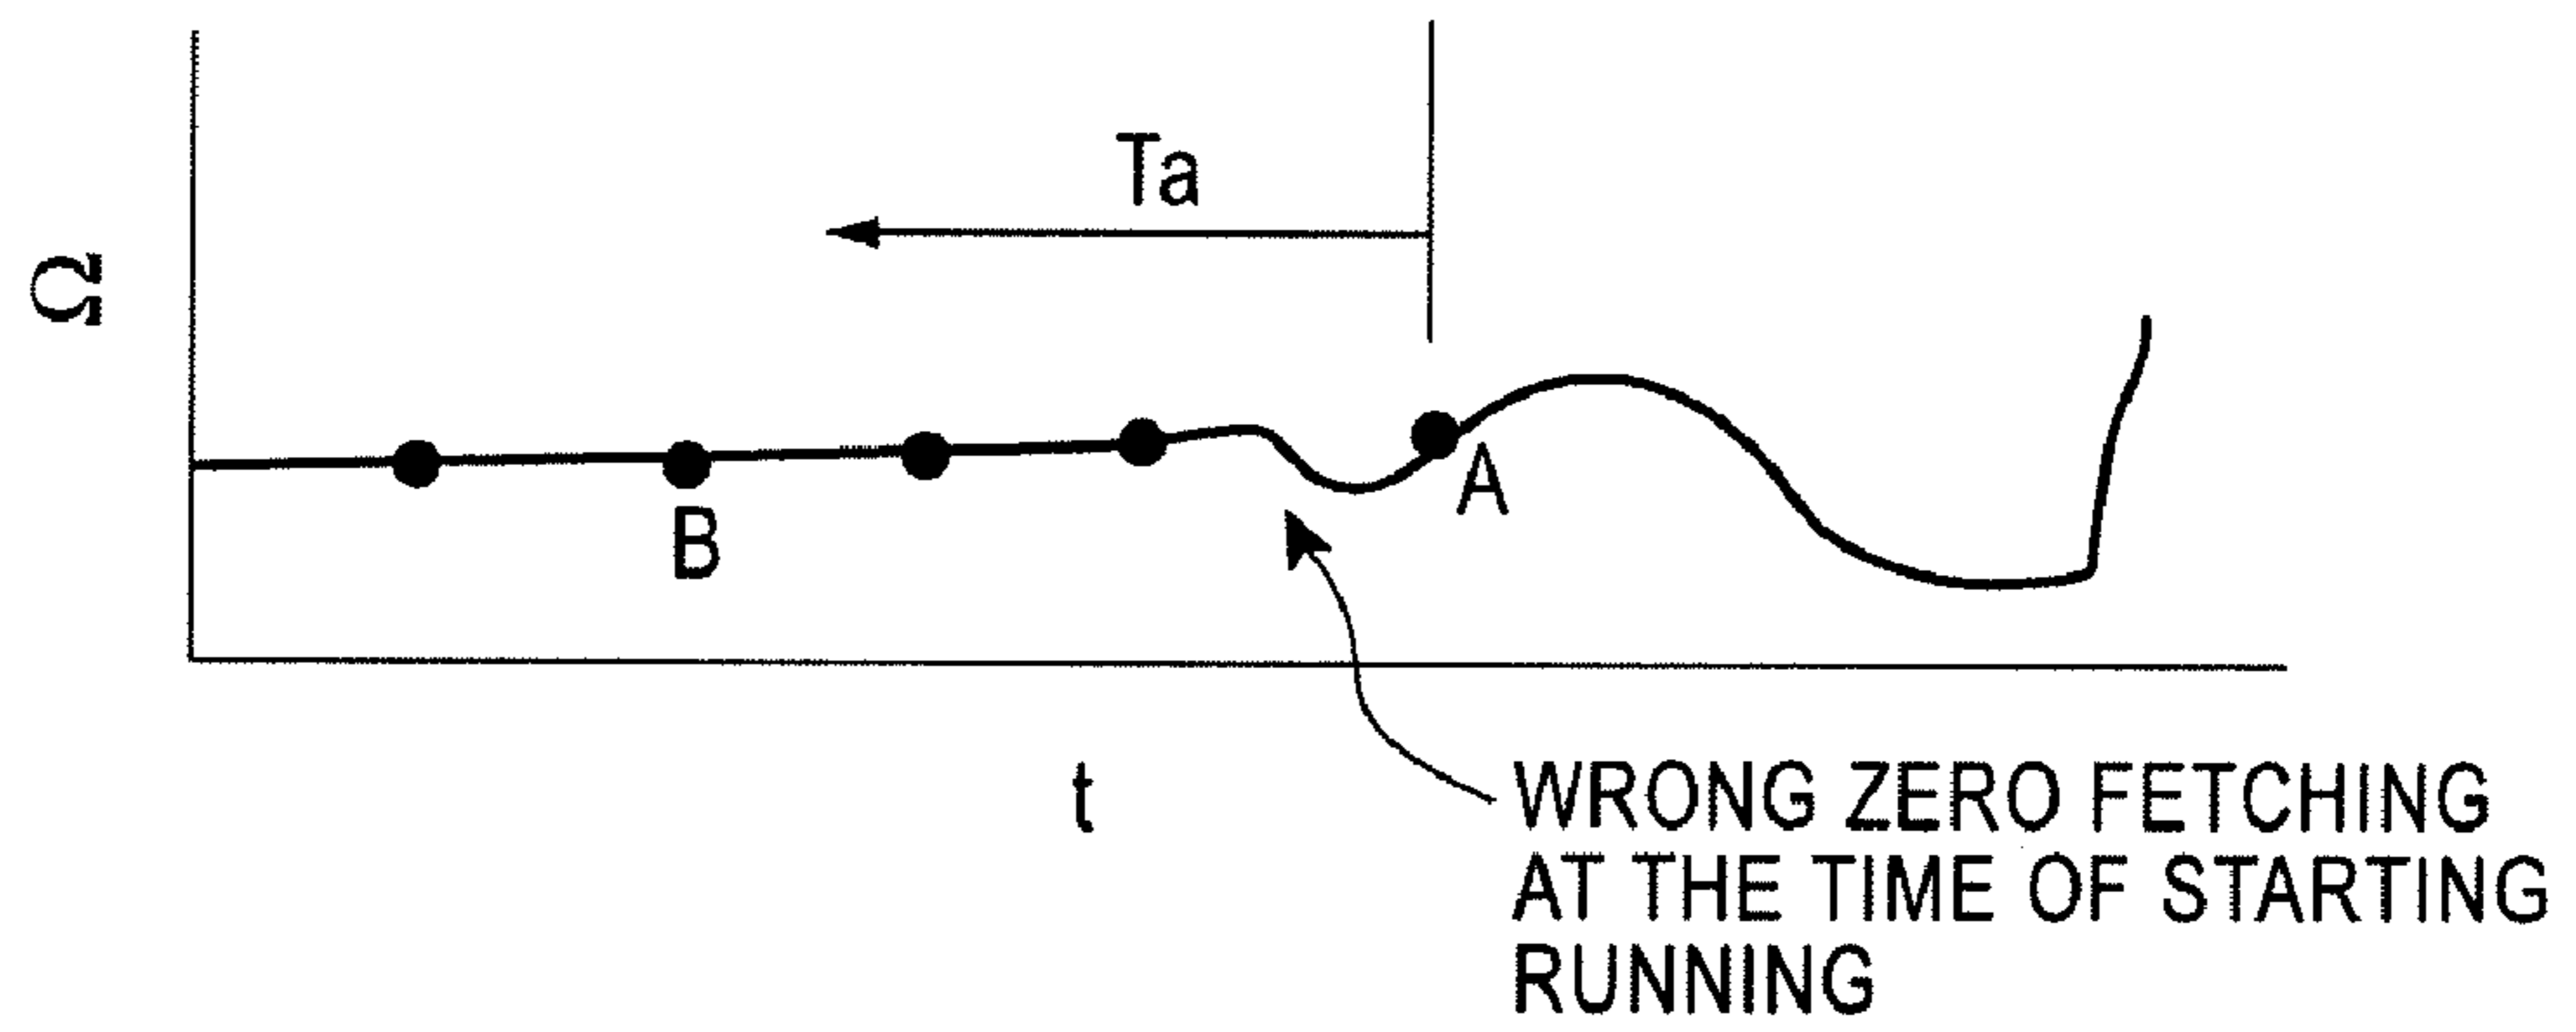 Ta
Ω
A
B
t
WRONG ZERO FETCHING
AT THE TIME OF STARTING
RUNNING